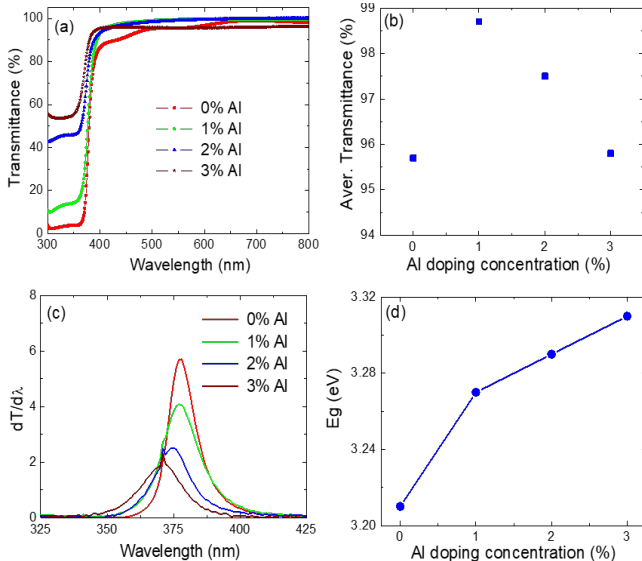 (a)
Transmittance (%)
100
80
60
40
20
0
0% Al
1% Al
2% Al
3% Al
300 400 500 600 700 800
Wavelength (nm)
(b)
Aver. Transmittance (%)
99
98
97
96
95
94
0 1 2 3
Al doping concentration (%)
(c)
dT/dλ
8
6
4
2
0
0% Al
1% Al
2% Al
3% Al
325 350 375 400 425
Wavelength (nm)
(d)
Eg (eV)
3.32
3.28
3.24
3.20
0 1 2 3
Al doping concentration (%)